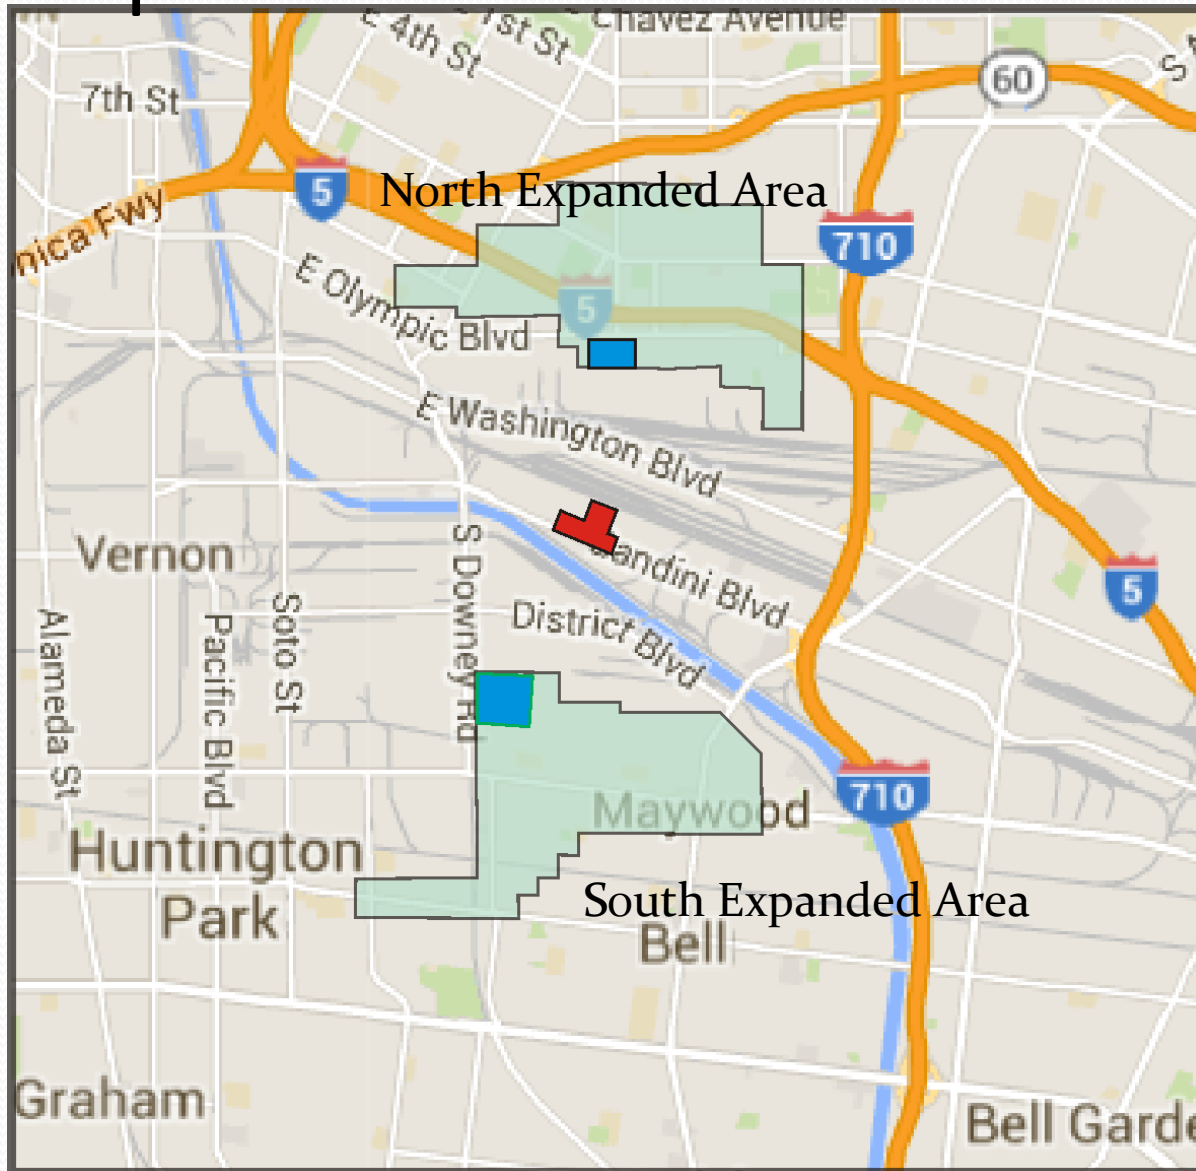 Chavez Avenue
E 4th St
1st St
7th St
60
5
North Expanded Area
nica Fwy
710
E Olympic Blvd
5
E Washington Blvd
Vernon
andini Blvd
5
S Downey Rd
District Blvd
Alameda St
Pacific Blvd
Soto St
710
Maywood
Huntington
Park
South Expanded Area
Bell
Graham
Bell Garde